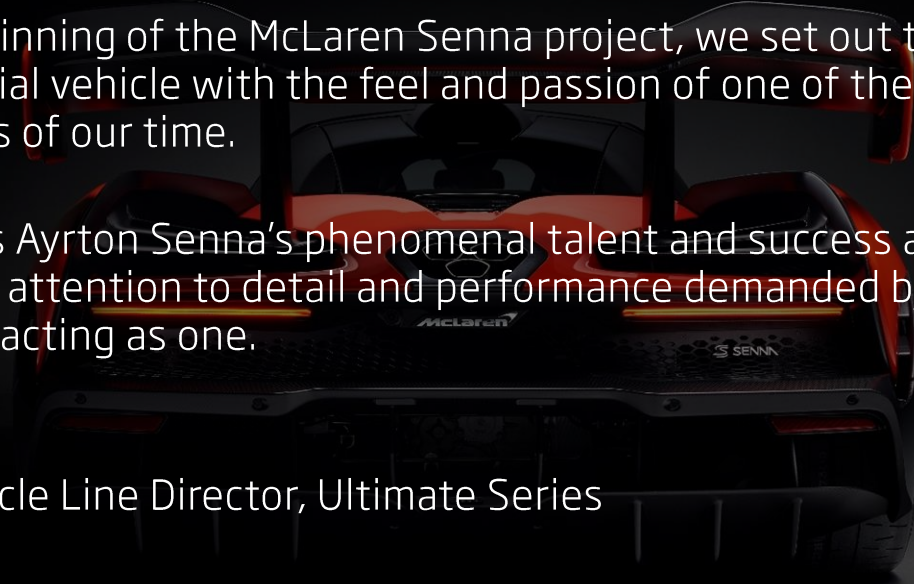 inning of the McLaren Senna project, we set out t
ial vehicle with the feel and passion of one of the
s of our time.
s Ayrton Senna's phenomenal talent and success a
attention to detail and performance demanded b
acting as one.
McLaren
SENNA
cle Line Director, Ultimate Series